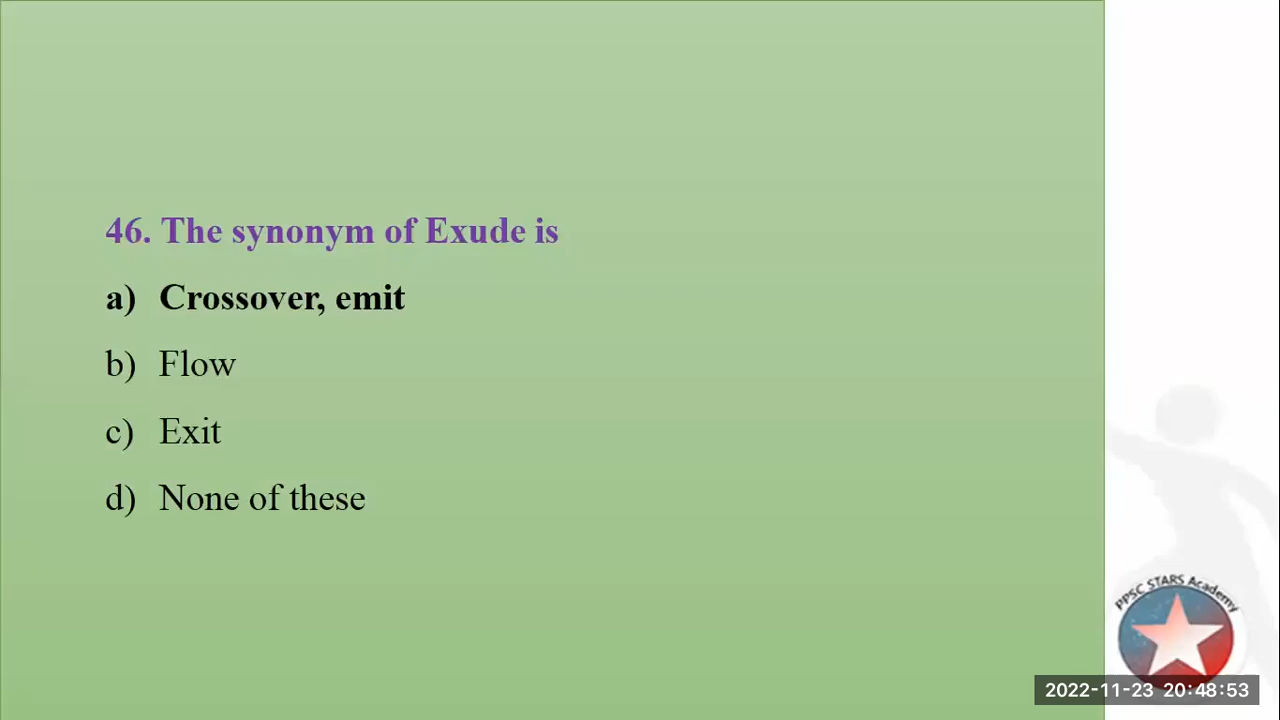 46. The synonym of Exude is
a) Crossover, emit
b) Flow
c) Exit
d) None of these
PPSC STARS Academy
2022-11-23 20:48:53